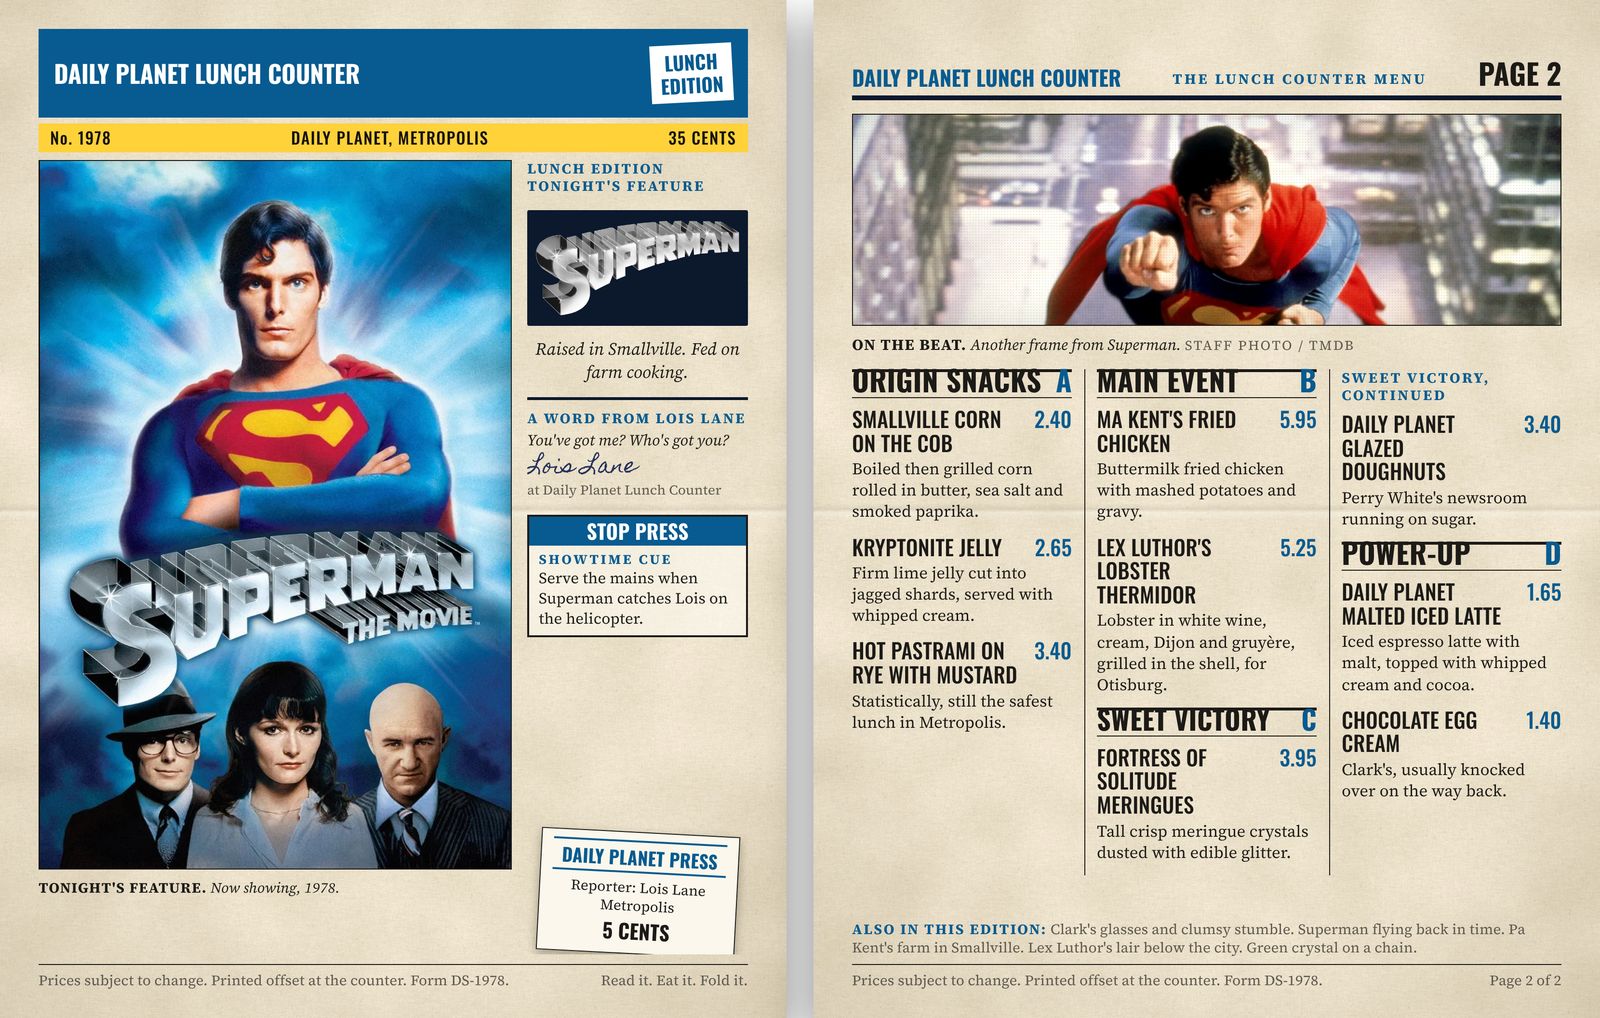 DAILY PLANET LUNCH COUNTER
LUNCH
EDITION
No. 1978
DAILY PLANET, METROPOLIS
35 CENTS
SUPERMAN
THE MOVIE
TM
TONIGHT'S FEATURE. Now showing, 1978.
LUNCH EDITION
TONIGHT'S FEATURE
SUPERMAN
Raised in Smallville. Fed on
farm cooking.
A WORD FROM LOIS LANE
You've got me? Who's got you?
Lois Lane
at Daily Planet Lunch Counter
STOP PRESS
SHOWTIME CUE
Serve the mains when
Superman catches Lois on
the helicopter.
DAILY PLANET PRESS
Reporter: Lois Lane
Metropolis
5 CENTS
Prices subject to change. Printed offset at the counter. Form DS-1978.
Read it. Eat it. Fold it.
DAILY PLANET LUNCH COUNTER
THE LUNCH COUNTER MENU
PAGE 2
ON THE BEAT. Another frame from Superman. STAFF PHOTO / TMDB
ORIGIN SNACKS A
SMALLVILLE CORN 2.40
ON THE COB
Boiled then grilled corn
rolled in butter, sea salt and
smoked paprika.
KRYPTONITE JELLY 2.65
Firm lime jelly cut into
jagged shards, served with
whipped cream.
HOT PASTRAMI ON 3.40
RYE WITH MUSTARD
Statistically, still the safest
lunch in Metropolis.
MAIN EVENT B
MA KENT'S FRIED 5.95
CHICKEN
Buttermilk fried chicken
with mashed potatoes and
gravy.
LEX LUTHOR'S 5.25
LOBSTER
THERMIDOR
Lobster in white wine,
cream, Dijon and gruyère,
grilled in the shell, for
Otisburg.
SWEET VICTORY C
FORTRESS OF 3.95
SOLITUDE
MERINGUES
Tall crisp meringue crystals
dusted with edible glitter.
SWEET VICTORY,
CONTINUED
DAILY PLANET 3.40
GLAZED
DOUGHNUTS
Perry White's newsroom
running on sugar.
POWER-UP D
DAILY PLANET 1.65
MALTED ICED LATTE
Iced espresso latte with
malt, topped with whipped
cream and cocoa.
CHOCOLATE EGG 1.40
CREAM
Clark's, usually knocked
over on the way back.
ALSO IN THIS EDITION: Clark's glasses and clumsy stumble. Superman flying back in time. Pa
Kent's farm in Smallville. Lex Luthor's lair below the city. Green crystal on a chain.
Prices subject to change. Printed offset at the counter. Form DS-1978.
Page 2 of 2